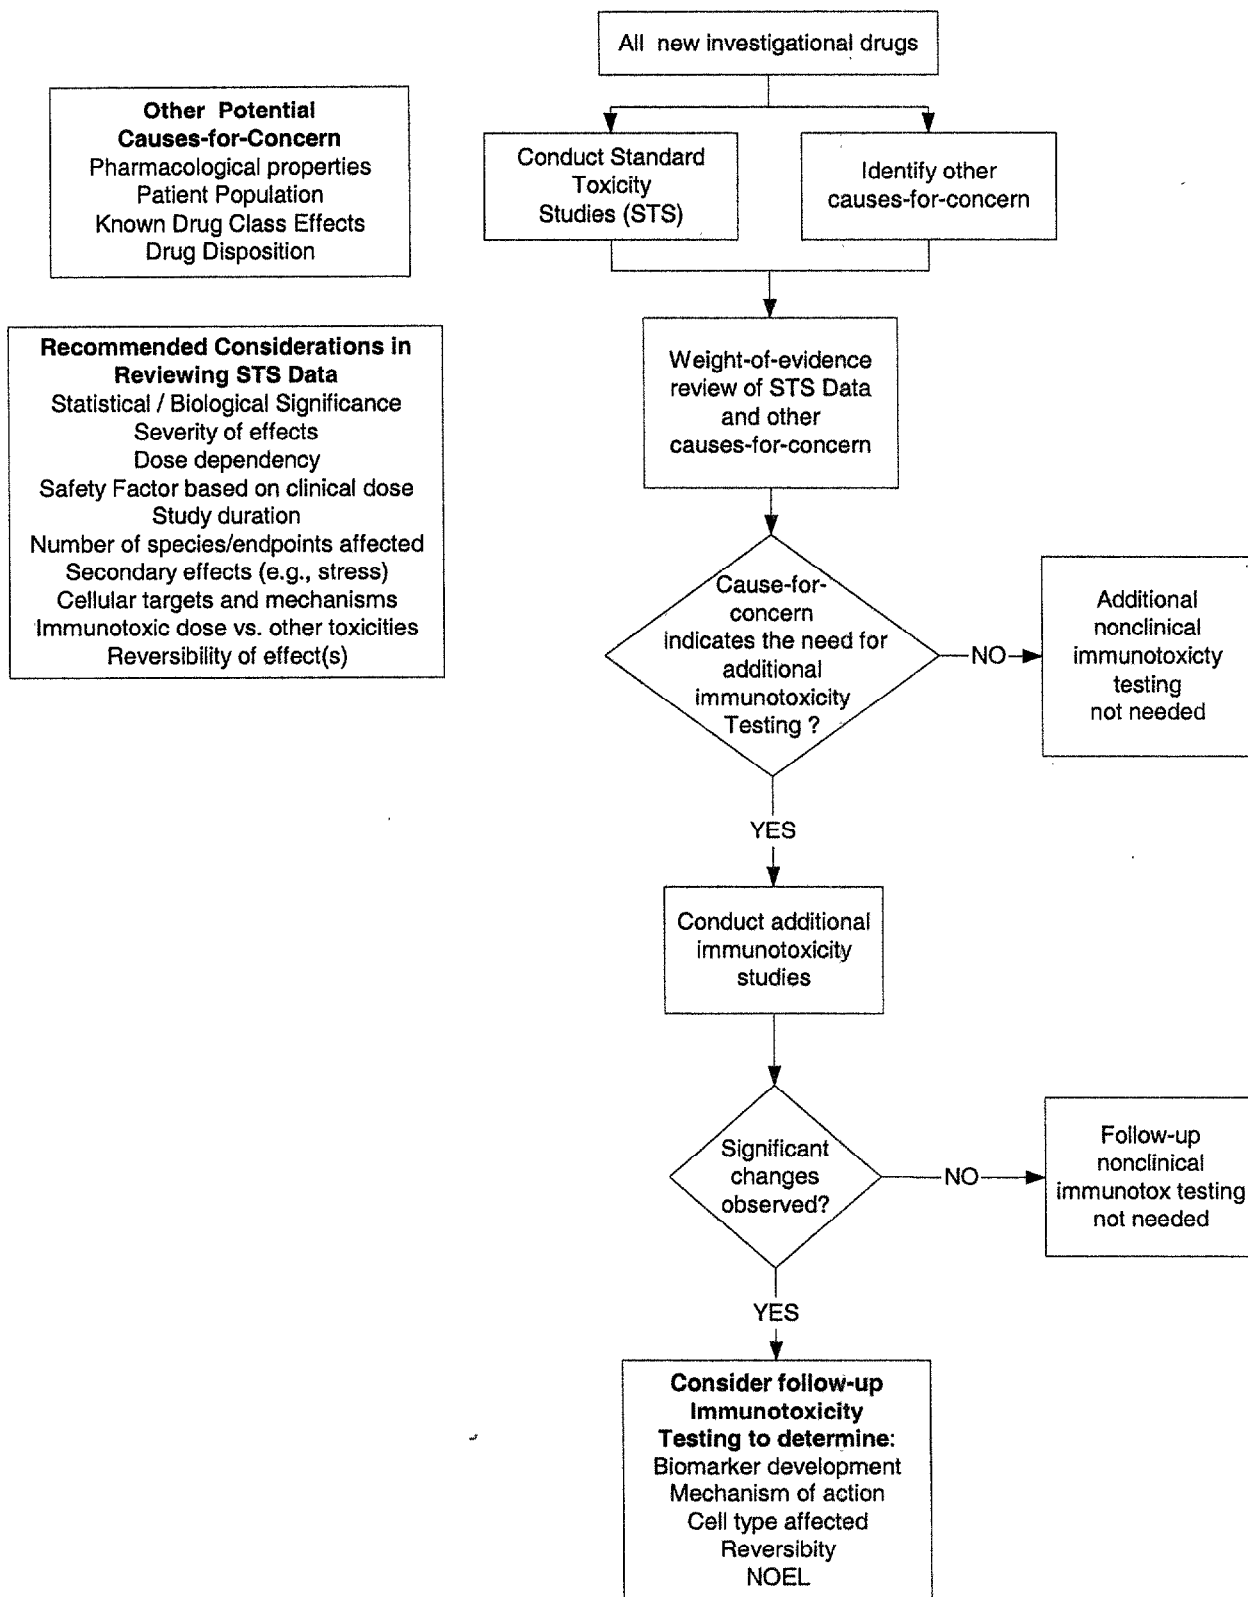 All new investigational drugs
Other Potential
Causes-for-Concern
Pharmacological properties
Patient Population
Known Drug Class Effects
Drug Disposition
Conduct Standard
Toxicity
Studies (STS)
Identify other
causes-for-concern
Recommended Considerations in
Reviewing STS Data
Statistical / Biological Significance
Severity of effects
Dose dependency
Safety Factor based on clinical dose
Study duration
Number of species/endpoints affected
Secondary effects (e.g., stress)
Cellular targets and mechanisms
Immunotoxic dose vs. other toxicities
Reversibility of effect(s)
Weight-of-evidence
review of STS Data
and other
causes-for-concern
Cause-for-
concern
indicates the need for
additional
immunotoxicity
Testing ?
NO
Additional
nonclinical
immunotoxicty
testing
not needed
YES
Conduct additional
immunotoxicity
studies
Significant
changes
observed?
NO
Follow-up
nonclinical
immunotox testing
not needed
YES
Consider follow-up
Immunotoxicity
Testing to determine:
Biomarker development
Mechanism of action
Cell type affected
Reversibity
NOEL